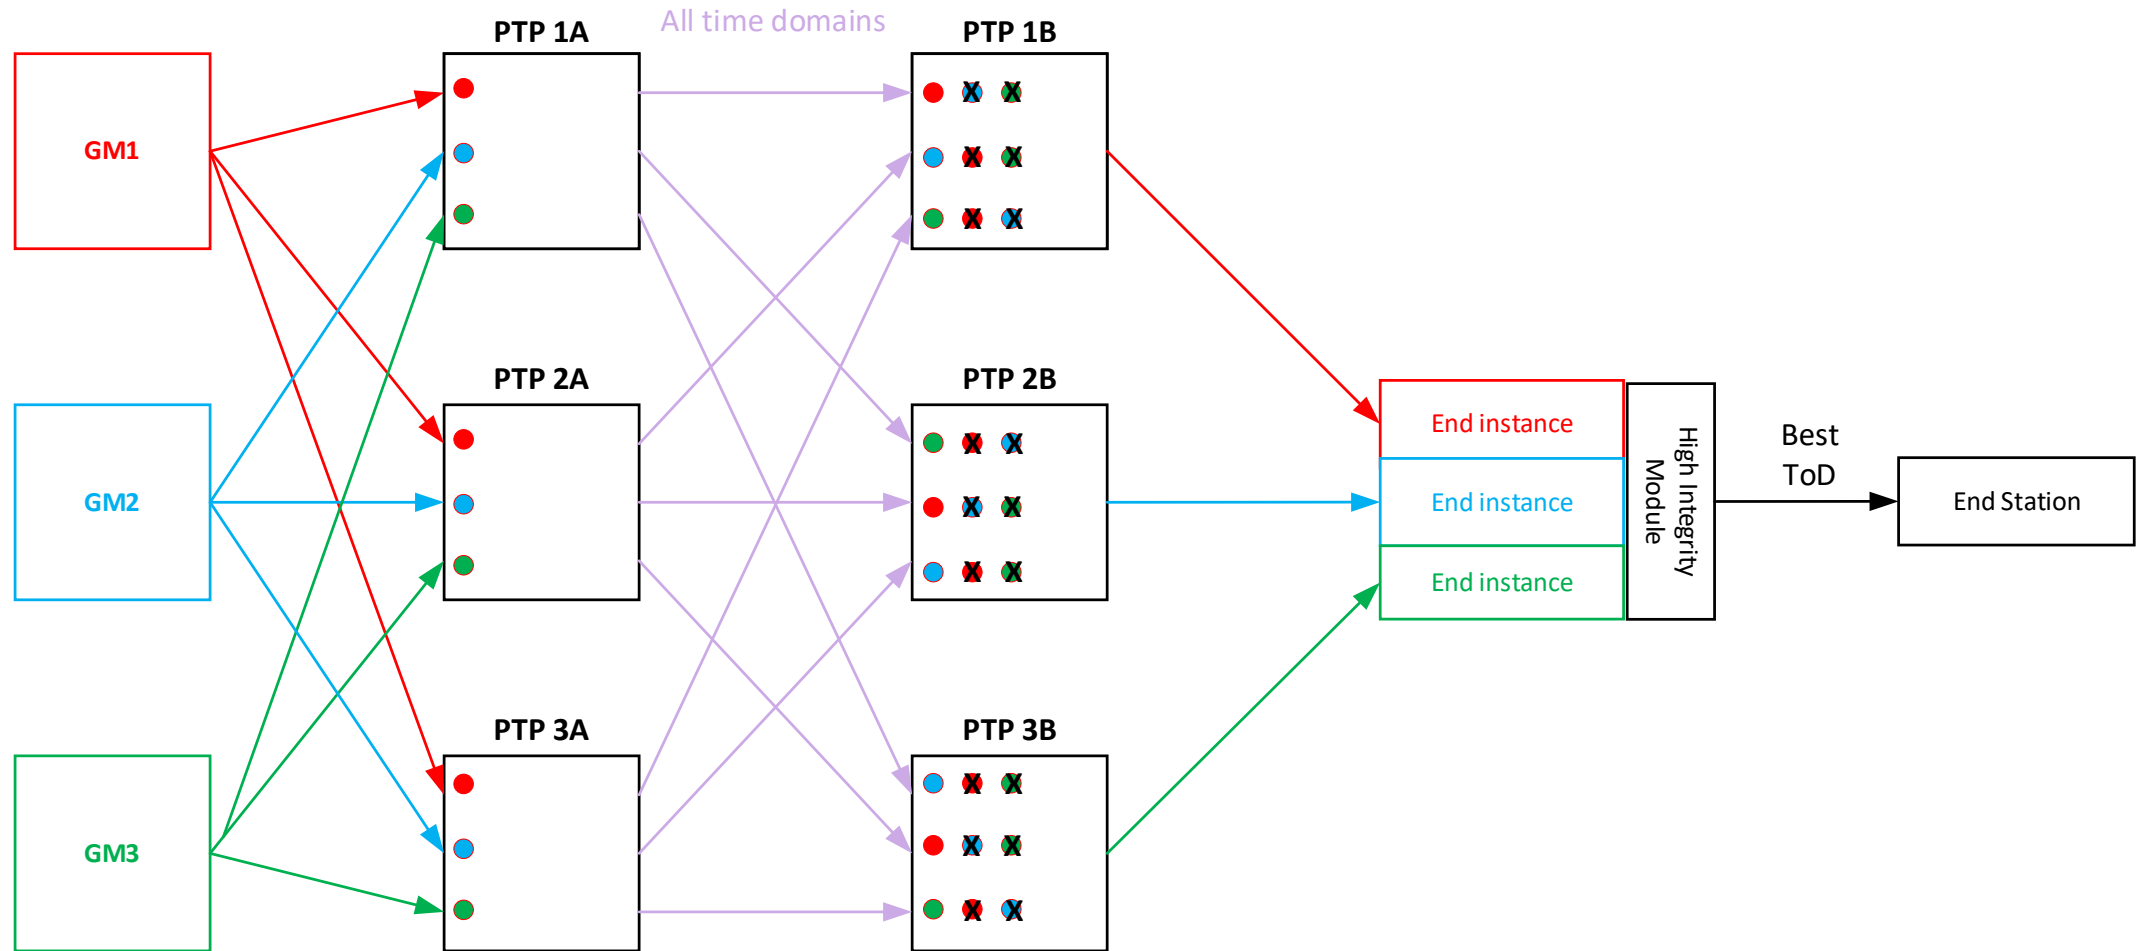 All time domains
PTP 1A
PTP 1B
GM1
X X
X X
X X
PTP 2A
PTP 2B
GM2
X X
X X
X X
End instance
End instance
End instance
High Integrity
Module
Best
ToD
End Station
PTP 3A
PTP 3B
GM3
X X
X X
X X